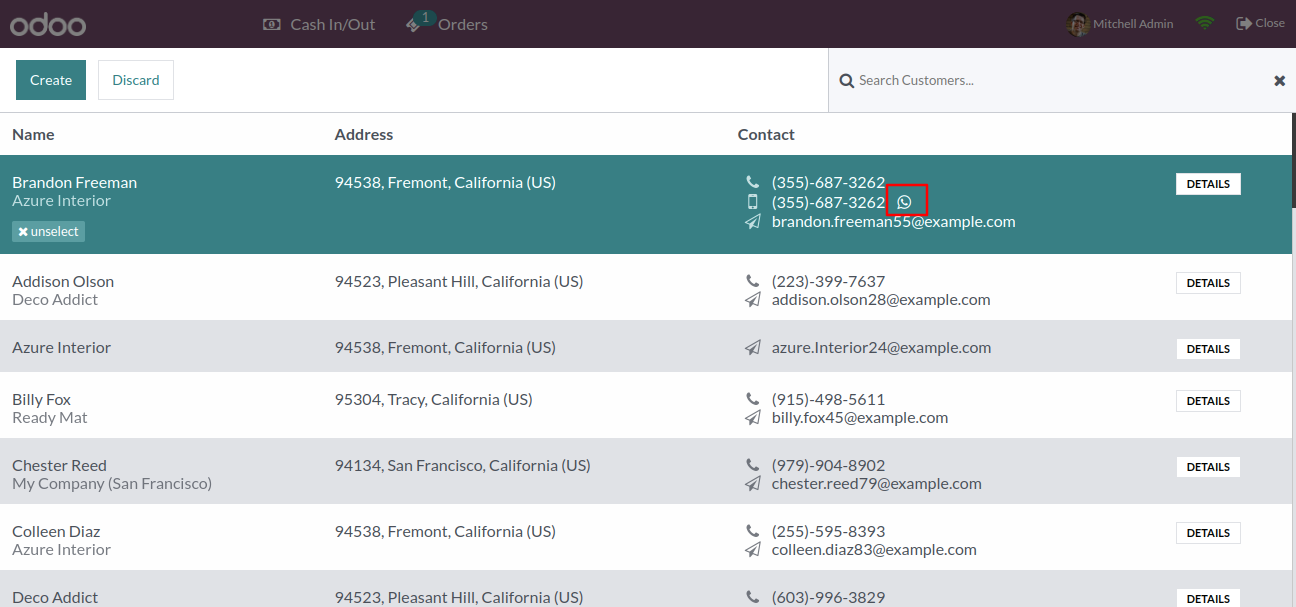 odoo
Cash In/Out
1
Orders
Mitchell Admin
Close
Create
Discard
Search Customers...
Name
Address
Contact
Brandon Freeman
Azure Interior
unselect
94538, Fremont, California (US)
(355)-687-3262
(355)-687-3262
brandon.freeman55@example.com
DETAILS
Addison Olson
Deco Addict
94523, Pleasant Hill, California (US)
(223)-399-7637
addison.olson28@example.com
DETAILS
Azure Interior
94538, Fremont, California (US)
azure.Interior24@example.com
DETAILS
Billy Fox
Ready Mat
95304, Tracy, California (US)
(915)-498-5611
billy.fox45@example.com
DETAILS
Chester Reed
My Company (San Francisco)
94134, San Francisco, California (US)
(979)-904-8902
chester.reed79@example.com
DETAILS
Colleen Diaz
Azure Interior
94538, Fremont, California (US)
(255)-595-8393
colleen.diaz83@example.com
DETAILS
Deco Addict
94523, Pleasant Hill, California (US)
(603)-996-3829
DETAILS